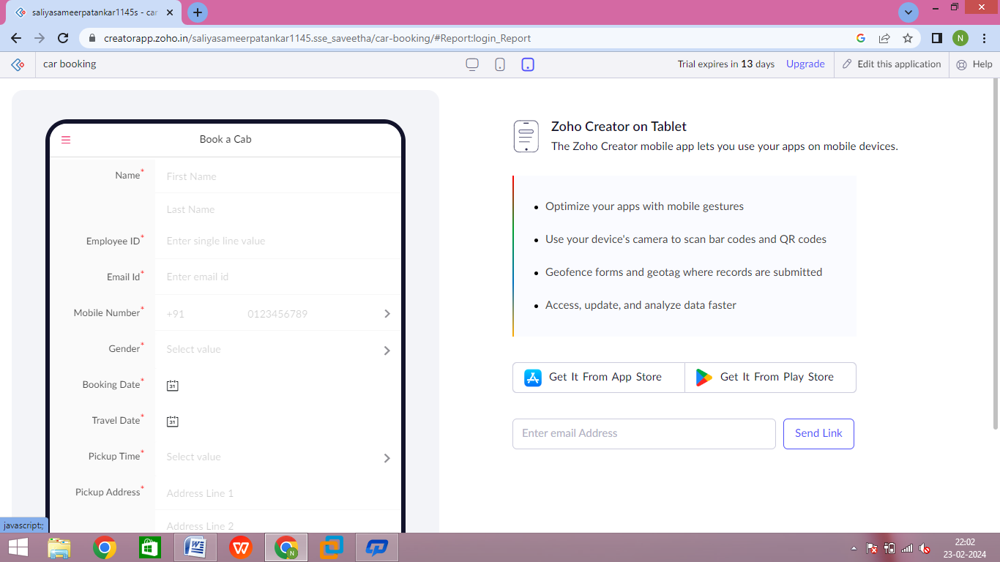 saliyasameerpatankar1145s - car
creatorapp.zoho.in/saliyasameerpatankar1145.sse_saveetha/car-booking/#Report:login_Report
N
car booking
Trial expires in 13 days
Upgrade
Edit this application
Help
Book a Cab
Name*
First Name
Last Name
Employee ID*
Enter single line value
Email Id*
Enter email id
Mobile Number*
+91
0123456789
Gender*
Select value
Booking Date*
31
Travel Date*
31
Pickup Time*
Select value
Pickup Address*
Address Line 1
Address Line 2
Zoho Creator on Tablet
The Zoho Creator mobile app lets you use your apps on mobile devices.
• Optimize your apps with mobile gestures
• Use your device's camera to scan bar codes and QR codes
• Geofence forms and geotag where records are submitted
• Access, update, and analyze data faster
Get It From App Store
Get It From Play Store
Enter email Address
Send Link
javascript:;
W
W
N
22:02
23-02-2024